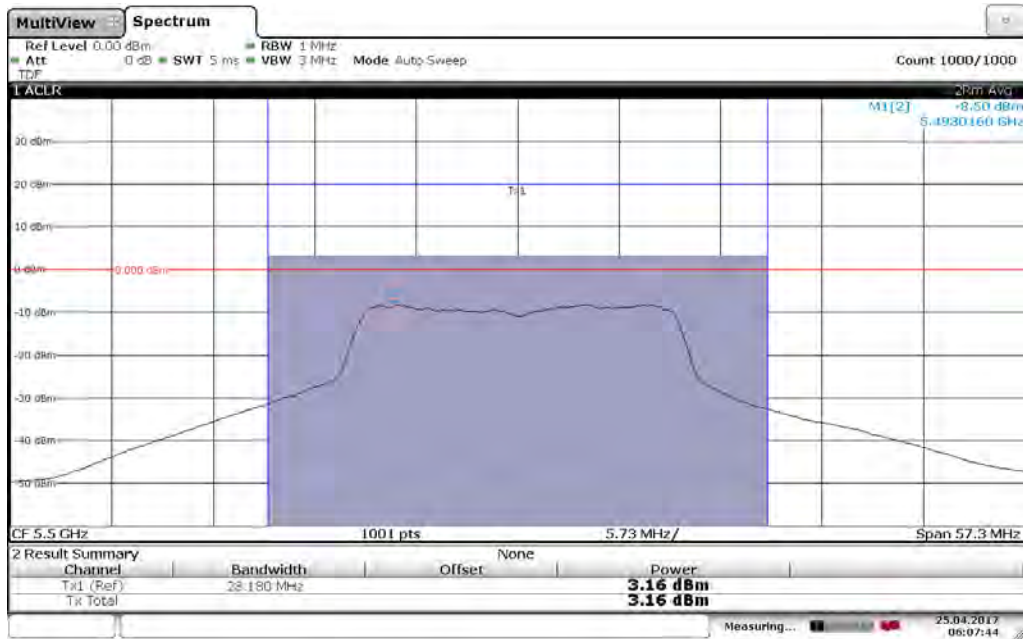 MultiView Spectrum
Ref Level 0.00 dBm RBW 1 MHz
Att 0 dB SWT 5 ms VBW 3 MHz Mode Auto Sweep Count 1000/1000
TDF
1 ACLR 2Rm Avg
M1[2] -8.50 dBm
5.4930160 GHz
30 dBm
20 dBm
Tx1
10 dBm
0 dBm 0.000 dBm
-10 dBm
-20 dBm
-30 dBm
-40 dBm
-50 dBm
CF 5.5 GHz 1001 pts 5.73 MHz/ Span 57.3 MHz
2 Result Summary None
Channel Bandwidth Offset Power
Tx1 (Ref) 28.180 MHz 3.16 dBm
Tx Total 3.16 dBm
Measuring... 25.04.2017
06:07:44